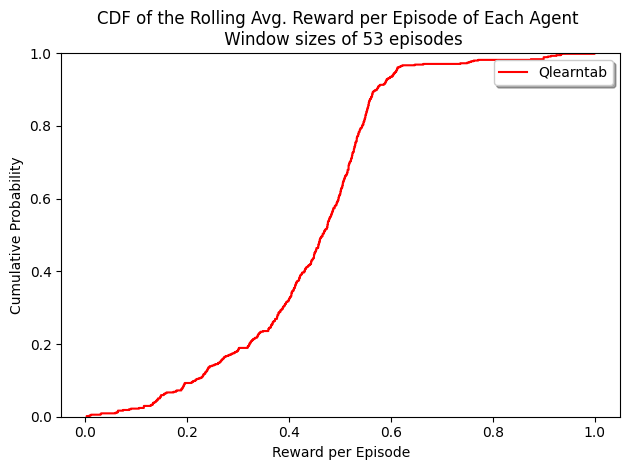 CDF of the Rolling Avg. Reward per Episode of Each Agent
Window sizes of 53 episodes
Qlearntab
Cumulative Probability
1.0
0.8
0.6
0.4
0.2
0.0
0.0 0.2 0.4 0.6 0.8 1.0
Reward per Episode